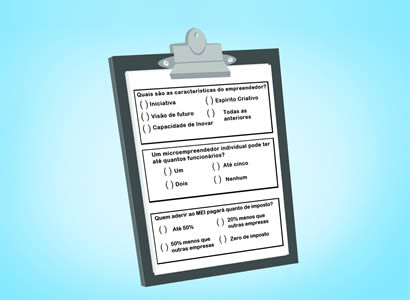 Quais são as características do empreendedor?
( ) Iniciativa ( ) Espirito Criativo
( ) Visão de futuro ( ) Todas as anteriores
( ) Capacidade de Inovar
Um microempreendedor individual pode ter
até quantos funcionários?
( ) Um ( ) Até cinco
( ) Dois ( ) Nenhum
Quem aderir ao MEI pagará quanto de imposto?
( ) Até 50% ( ) 20% menos que outras empresas
( ) 50% menos que outras empresas ( ) Zero de imposto